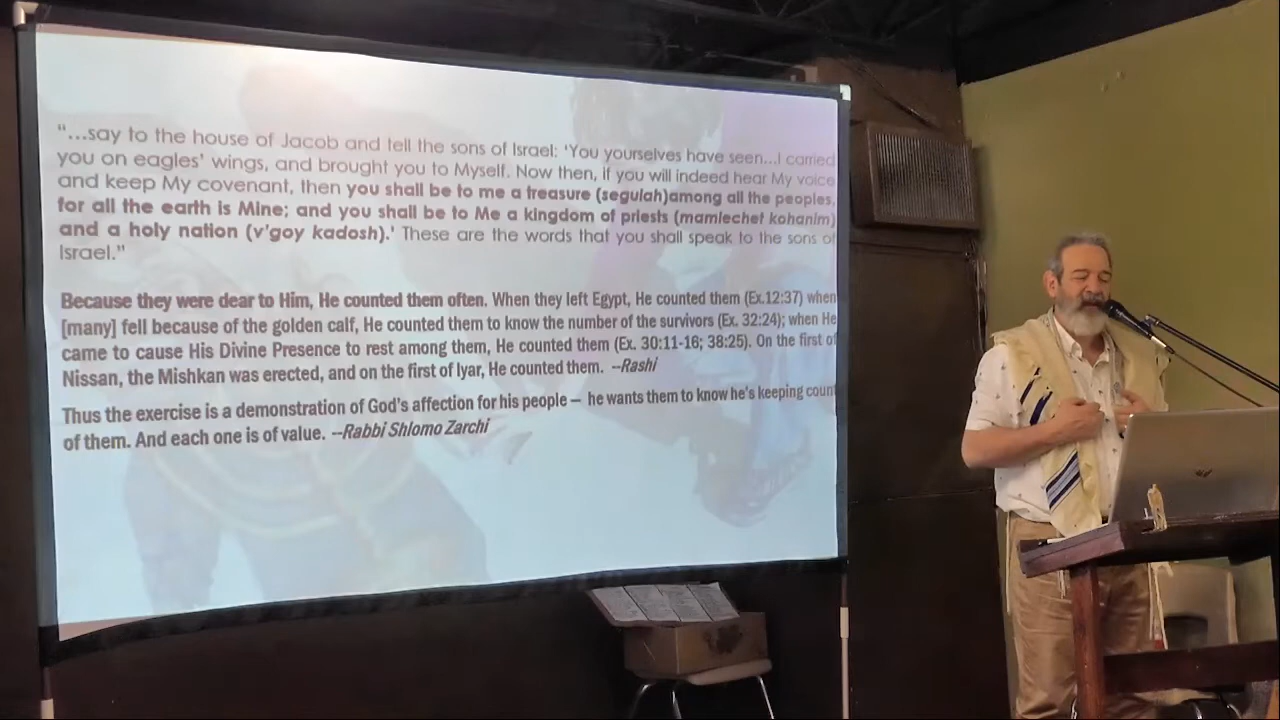 “...say to the house of Jacob and tell the sons of Israel: ‘You yourselves have seen...I carried
you on eagles’ wings, and brought you to Myself. Now then, if you will indeed hear My voice
and keep My covenant, then you shall be to me a treasure (segulah)among all the peoples,
for all the earth is Mine; and you shall be to Me a kingdom of priests (mamlechet kohanim)
and a holy nation (v’goy kadosh).’ These are the words that you shall speak to the sons of
Israel.”
Because they were dear to Him, He counted them often. When they left Egypt, He counted them (Ex.12:37) when
[many] fell because of the golden calf, He counted them to know the number of the survivors (Ex. 32:24); when He
came to cause His Divine Presence to rest among them, He counted them (Ex. 30:11-16; 38:25). On the first of
Nissan, the Mishkan was erected, and on the first of Iyar, He counted them. --Rashi
Thus the exercise is a demonstration of God’s affection for his people – he wants them to know he’s keeping count
of them. And each one is of value. --Rabbi Shlomo Zarchi